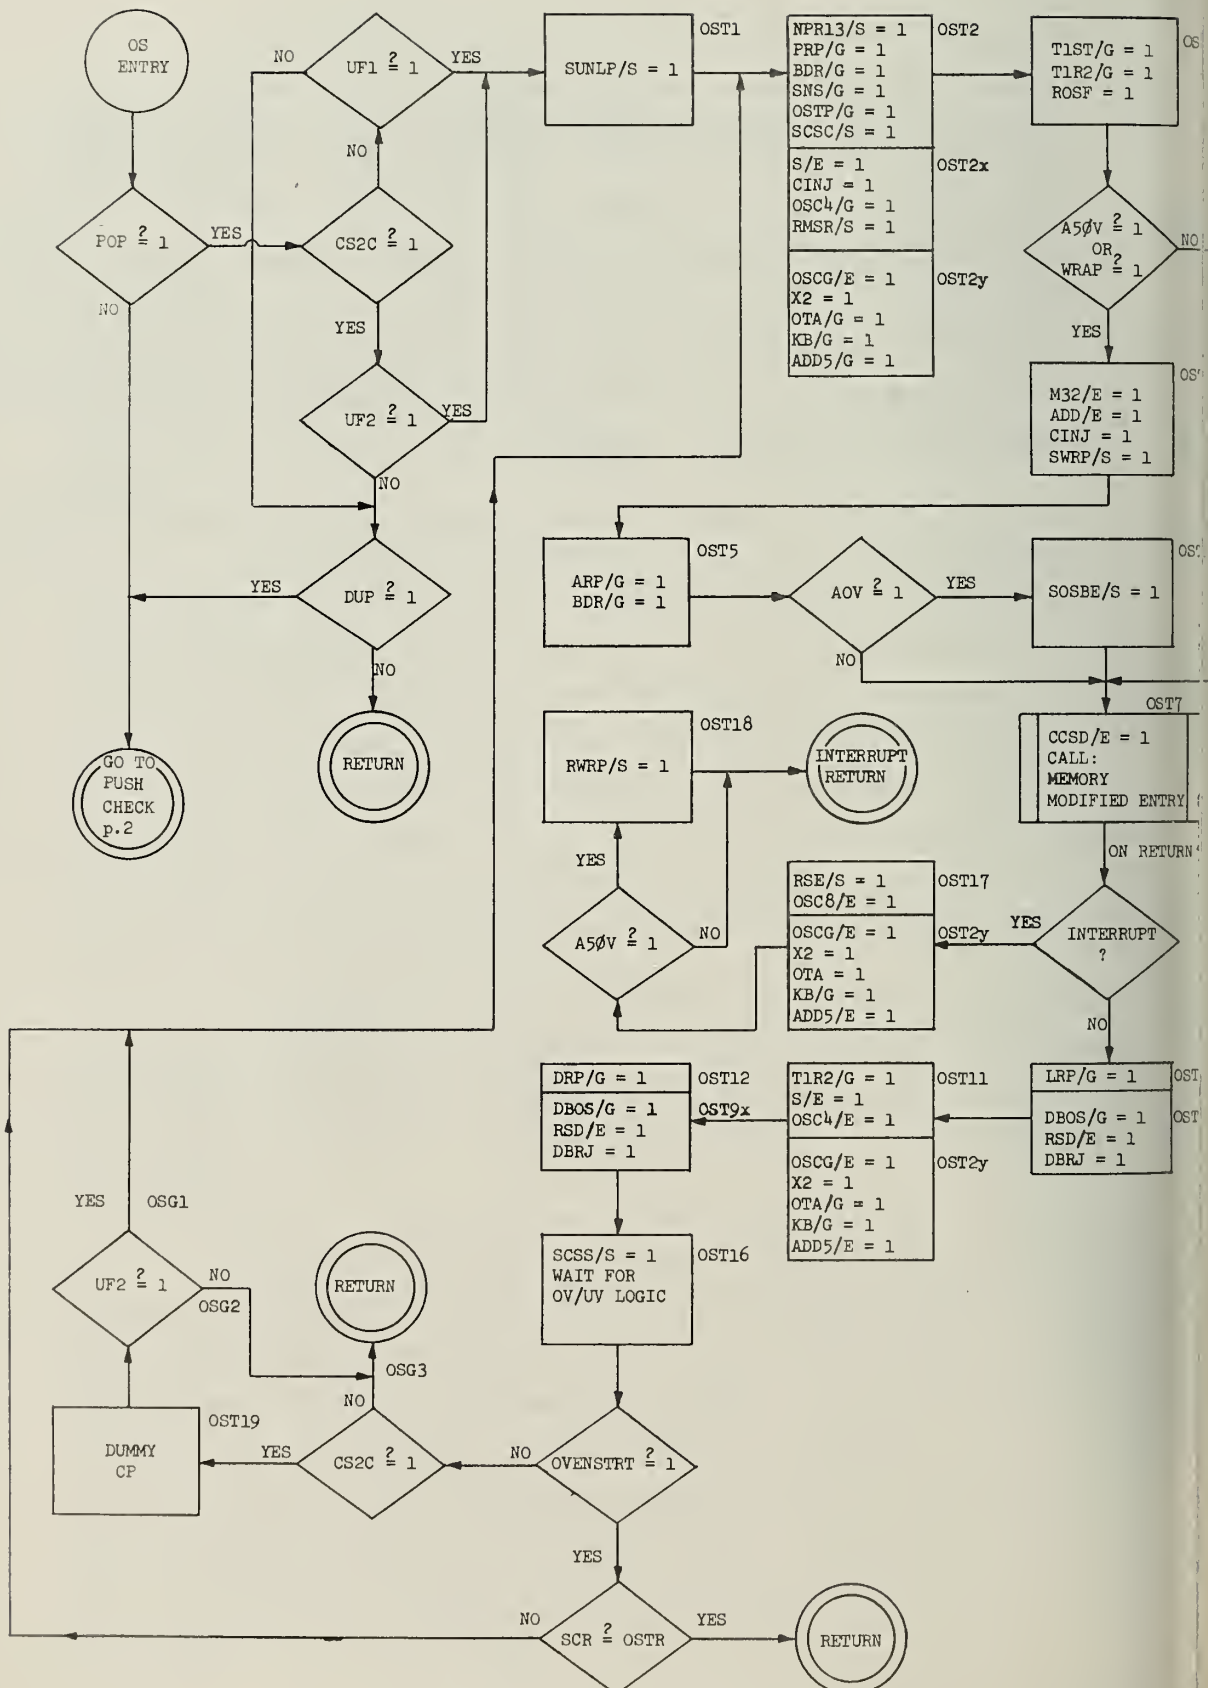 OS
ENTRY
POP ? = 1
YES
NO
UF1 ? = 1
NO
YES
NO
CS2C ? = 1
YES
UF2 ? = 1
YES
NO
DUP ? = 1
YES
NO
RETURN
GO TO
PUSH
CHECK
p.2
OST1
SUNLP/S = 1
OST2
NPR13/S = 1
PRP/G = 1
BDR/G = 1
SNS/G = 1
OSTP/G = 1
SCSC/S = 1
OST2x
S/E = 1
CINJ = 1
OSC4/G = 1
RMSR/S = 1
OST2y
OSCG/E = 1
X2 = 1
OTA/G = 1
KB/G = 1
ADD5/G = 1
T1ST/G = 1
T1R2/G = 1
ROSF = 1
A5ØV ? = 1
OR
WRAP ? = 1
NO
YES
M32/E = 1
ADD/E = 1
CINJ = 1
SWRP/S = 1
OST5
ARP/G = 1
BDR/G = 1
AOV ? = 1
YES
NO
SOSBE/S = 1
OST7
CCSD/E = 1
CALL:
MEMORY
MODIFIED ENTRY
ON RETURN
INTERRUPT
?
YES
NO
OST17
RSE/S = 1
OSC8/E = 1
OST2y
OSCG/E = 1
X2 = 1
OTA = 1
KB/G = 1
ADD5/E = 1
A5ØV ? = 1
YES
NO
OST18
RWRP/S = 1
INTERRUPT
RETURN
LRP/G = 1
DBOS/G = 1
RSD/E = 1
DBRJ = 1
OST11
T1R2/G = 1
S/E = 1
OSC4/E = 1
OST2y
OSCG/E = 1
X2 = 1
OTA/G = 1
KB/G = 1
ADD5/E = 1
OST12
DRP/G = 1
OST9x
DBOS/G = 1
RSD/E = 1
DBRJ = 1
OST16
SCSS/S = 1
WAIT FOR
OV/UV LOGIC
OVENSTRT ? = 1
NO
YES
CS2C ? = 1
NO
YES
OSG3
RETURN
OST19
DUMMY
CP
UF2 ? = 1
YES
OSG1
NO
OSG2
SCR ? = OSTR
NO
YES
RETURN